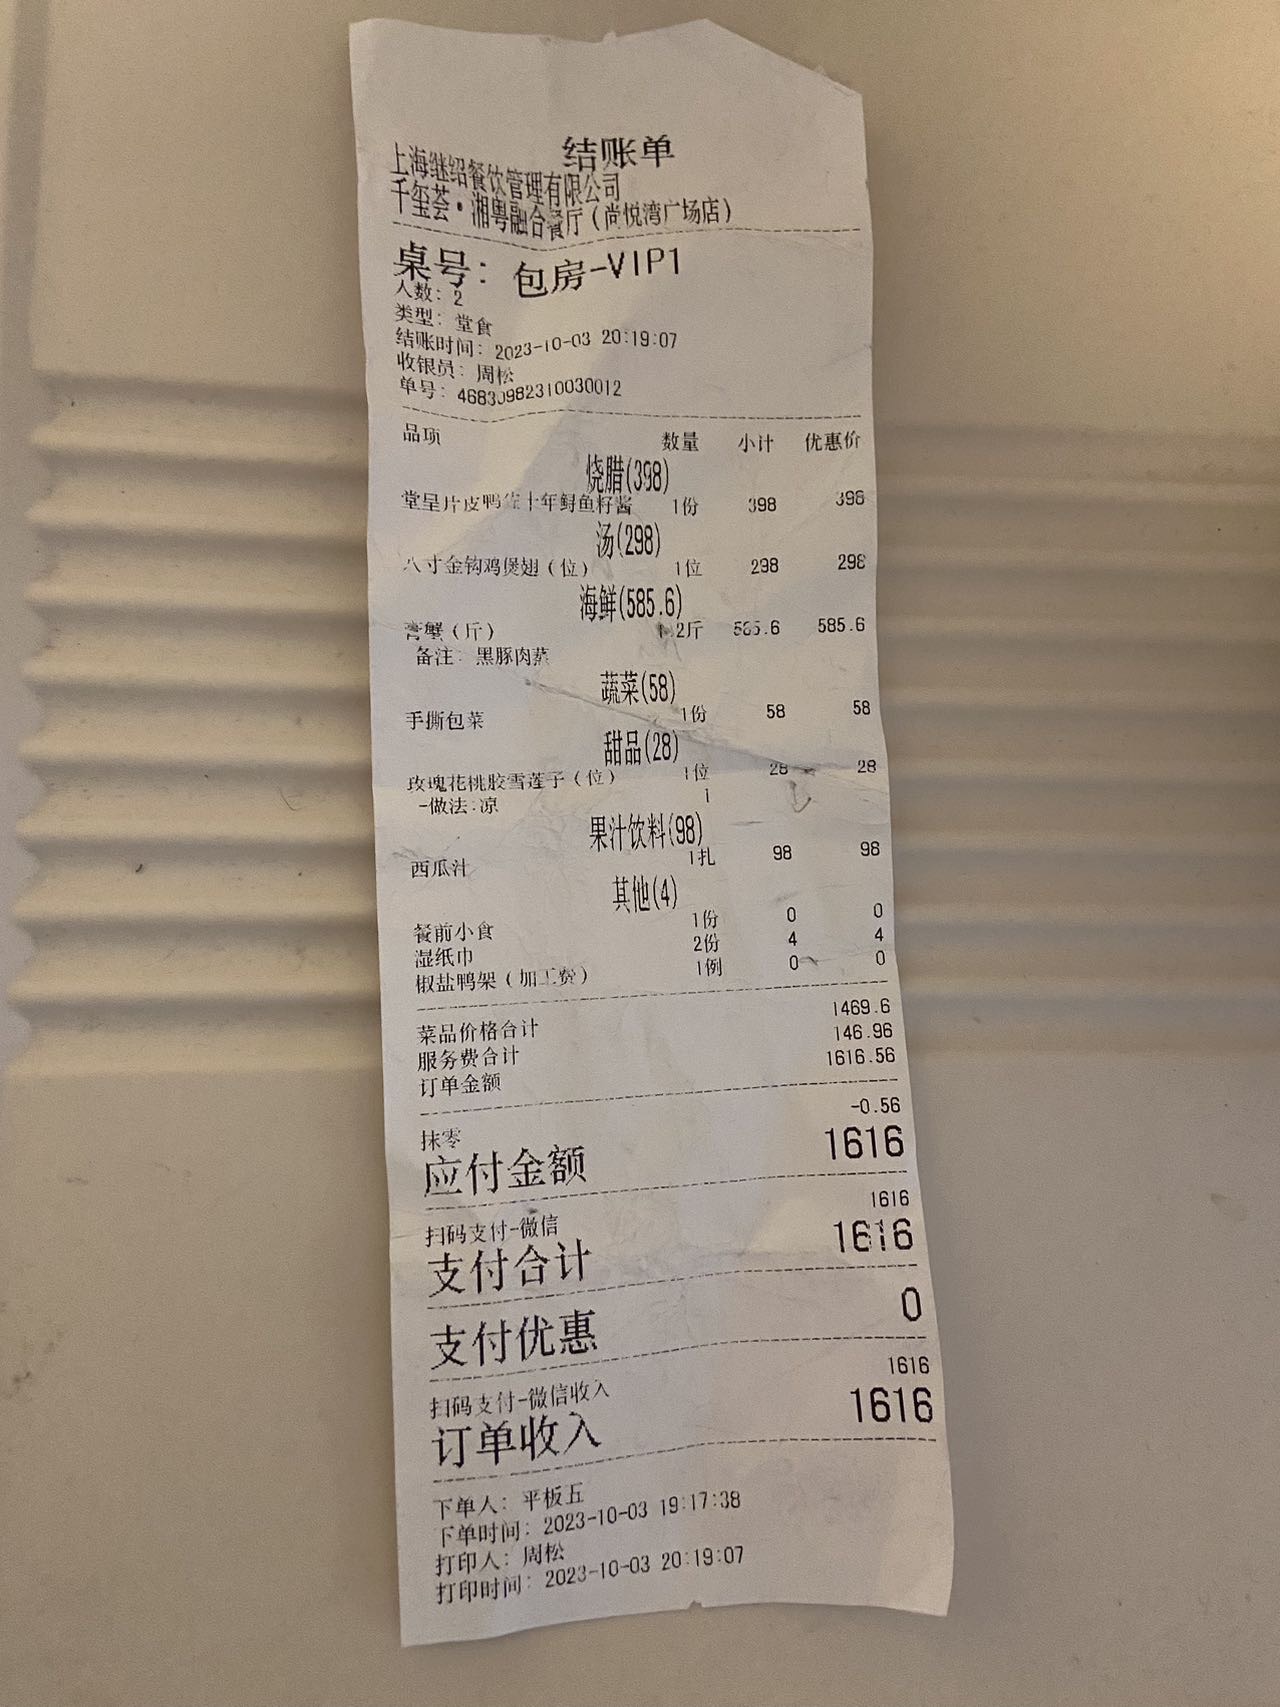 结账单
上海继绍餐饮管理有限公司
千玺荟·湘粤融合餐厅(尚悦湾广场店)
桌号: 包房-VIP1
人数: 2
类型: 堂食
结账时间: 2023-10-03 20:19:07
收银员: 周松
单号: 46830982310030012
品项 数量 小计 优惠价
烧腊(398)
堂呈片皮鸭佐十年鲟鱼籽酱 1份 398 398
汤(298)
八寸金钩鸡煲翅(位) 1位 298 298
海鲜(585.6)
膏蟹(斤) 2斤 585.6 585.6
备注: 黑豚肉蒸
蔬菜(58)
手撕包菜 1份 58 58
甜品(28)
玫瑰花桃胶雪莲子(位) 1位 28 28
-做法:凉 1
果汁饮料(98)
西瓜汁 1扎 98 98
其他(4)
餐前小食 1份 0 0
湿纸巾 2份 4 4
椒盐鸭架(加工费) 1例 0 0
菜品价格合计 1469.6
服务费合计 146.96
订单金额 1616.56
抹零 -0.56
应付金额 1616
扫码支付-微信 1616
支付合计 1616
支付优惠 0
扫码支付-微信收入 1616
订单收入 1616
下单人: 平板五
下单时间: 2023-10-03 19:17:38
打印人: 周松
打印时间: 2023-10-03 20:19:07